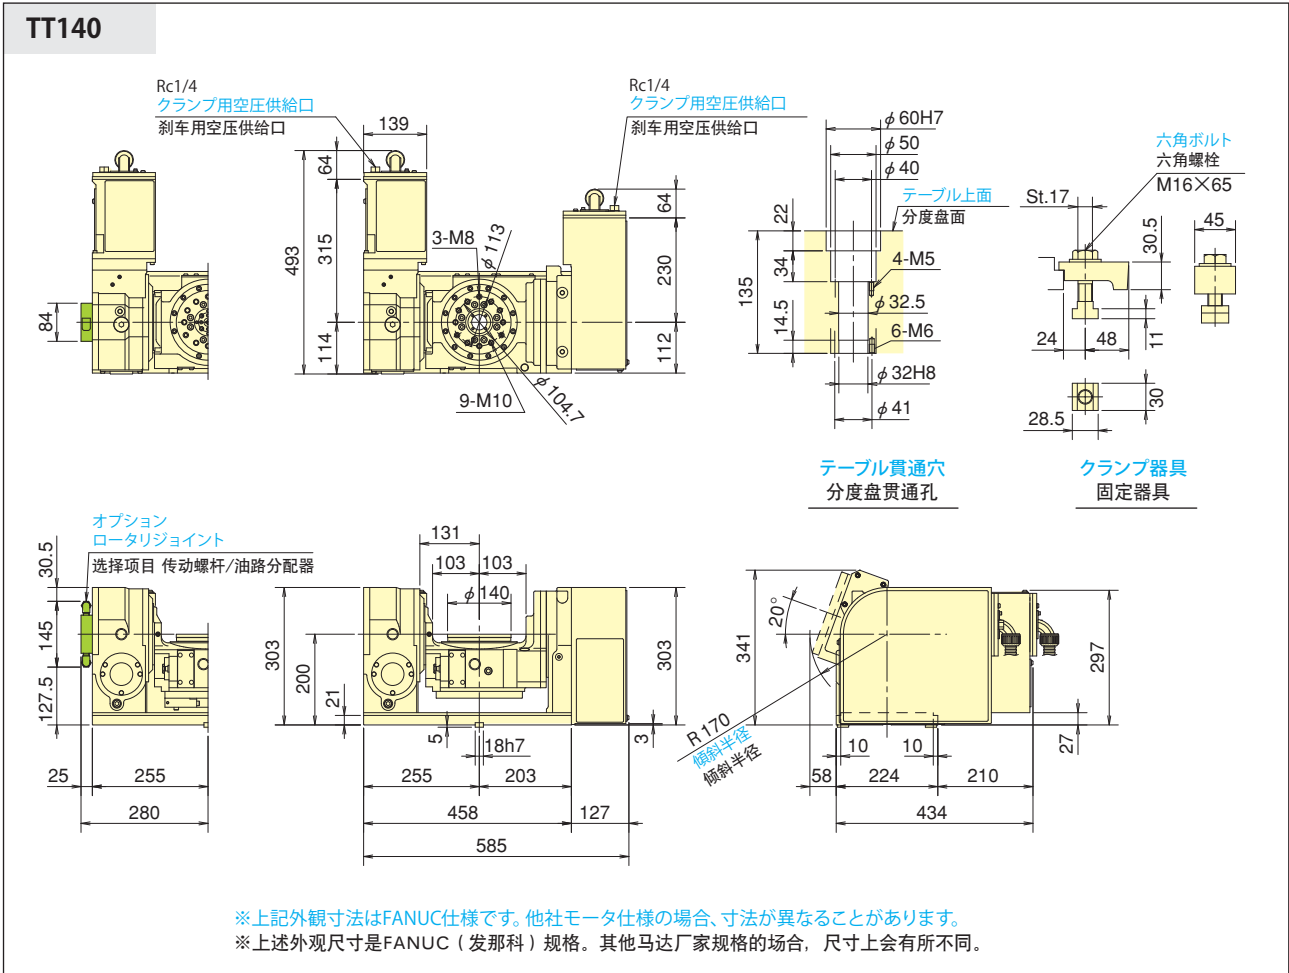 TT140
Rc1/4
クランプ用空圧供給口
刹车用空圧供给口
139
64
493
315
114
84
3-M8
φ113
9-M10
φ104.7
Rc1/4
クランプ用空圧供給口
刹车用空圧供给口
64
230
112
φ60H7
φ50
φ40
テーブル上面
分度盘面
22
34
135
14.5
4-M5
φ32.5
6-M6
φ32H8
φ41
テーブル貫通穴
分度盘贯通孔
六角ボルト
六角螺栓
M16×65
St.17
45
30.5
24
48
11
28.5
30
クランプ器具
固定器具
オプション
ロータリジョイント
选择项目 传动螺杆/油路分配器
30.5
145
127.5
25
255
280
131
103
103
φ140
303
200
21
5
18h7
303
3
255
203
458
127
585
20°
341
R170
傾斜半径
倾斜半径
297
27
10
10
58
224
210
434
※上記外観寸法はFANUC仕様です。他社モータ仕様の場合、寸法が異なることがあります。
※上述外观尺寸是FANUC（发那科）规格。其他马达厂家规格的场合，尺寸上会有所不同。